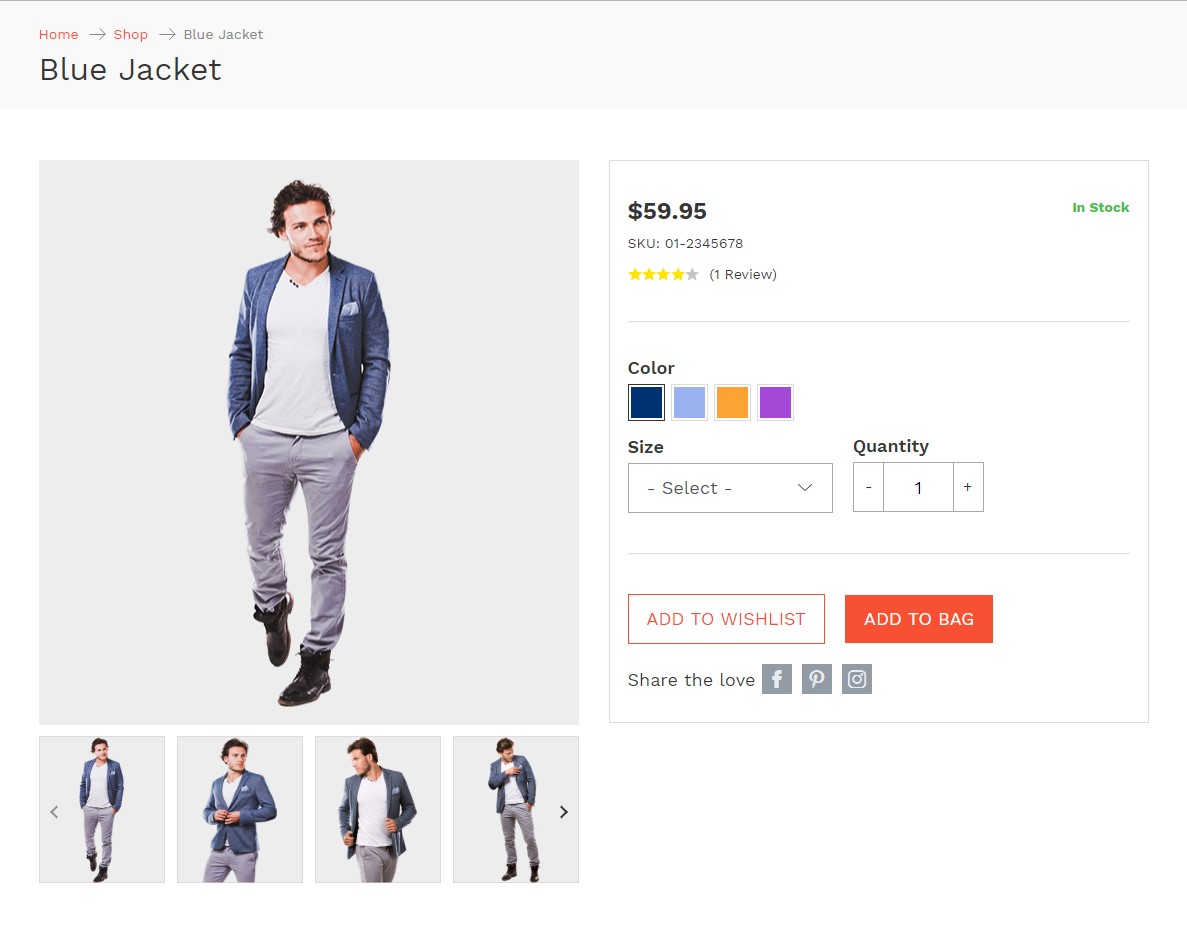 Home → Shop → Blue Jacket
Blue Jacket
$59.95
In Stock
SKU: 01-2345678
(1 Review)
Color
Size
Quantity
- Select -
- 1 +
ADD TO WISHLIST
ADD TO BAG
Share the love